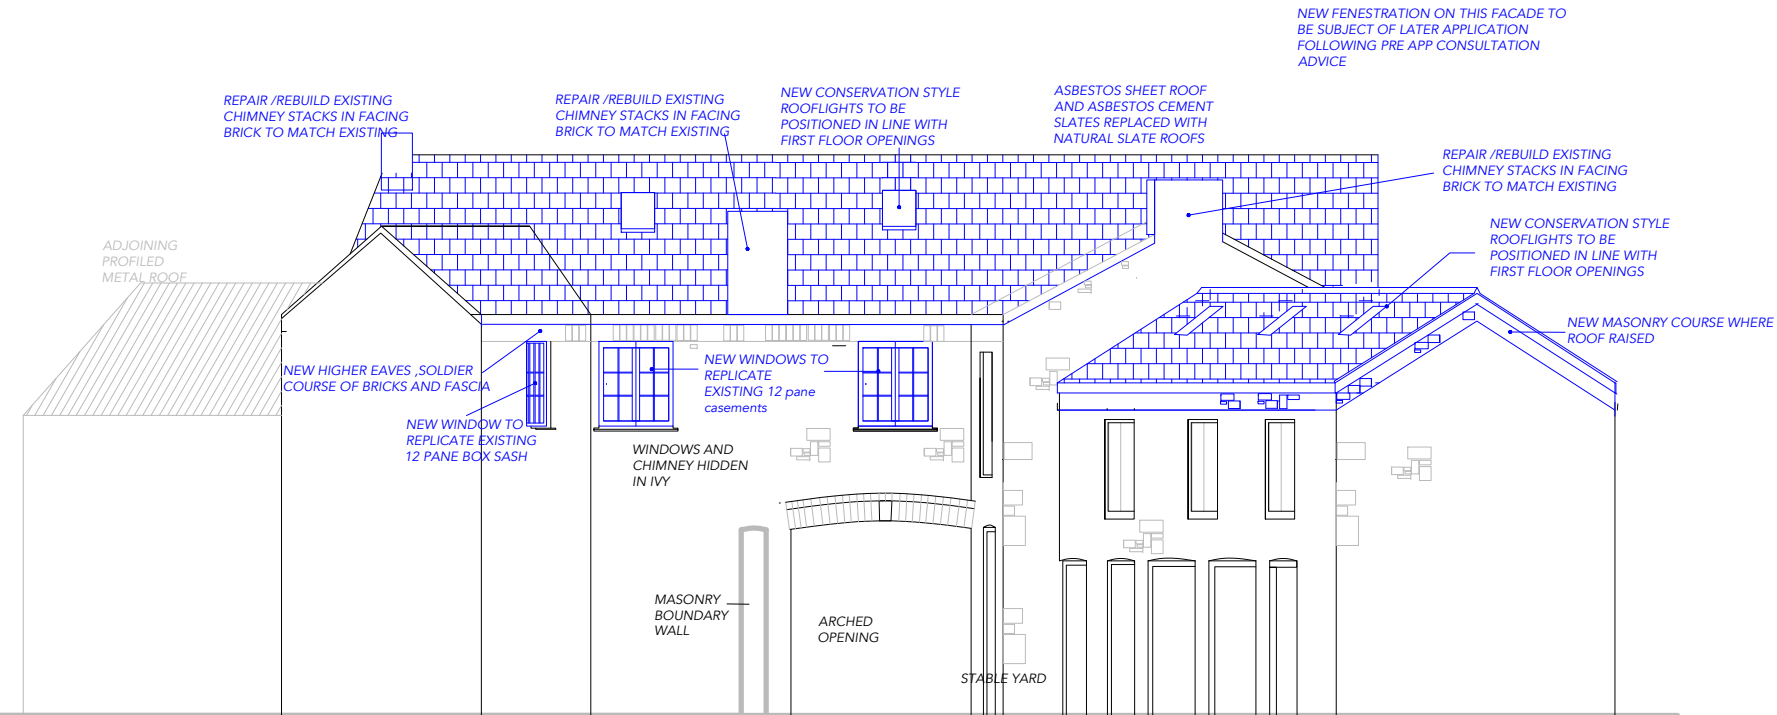 NEW FENESTRATION ON THIS FACADE TO
BE SUBJECT OF LATER APPLICATION
FOLLOWING PRE APP CONSULTATION
ADVICE
REPAIR /REBUILD EXISTING
CHIMNEY STACKS IN FACING
BRICK TO MATCH EXISTING
REPAIR /REBUILD EXISTING
CHIMNEY STACKS IN FACING
BRICK TO MATCH EXISTING
NEW CONSERVATION STYLE
ROOFLIGHTS TO BE
POSITIONED IN LINE WITH
FIRST FLOOR OPENINGS
ASBESTOS SHEET ROOF
AND ASBESTOS CEMENT
SLATES REPLACED WITH
NATURAL SLATE ROOFS
REPAIR /REBUILD EXISTING
CHIMNEY STACKS IN FACING
BRICK TO MATCH EXISTING
NEW CONSERVATION STYLE
ROOFLIGHTS TO BE
POSITIONED IN LINE WITH
FIRST FLOOR OPENINGS
ADJOINING
PROFILED
METAL ROOF
NEW MASONRY COURSE WHERE
ROOF RAISED
NEW HIGHER EAVES ,SOLDIER
COURSE OF BRICKS AND FASCIA
NEW WINDOWS TO
REPLICATE
EXISTING 12 pane
casements
NEW WINDOW TO
REPLICATE EXISTING
12 PANE BOX SASH
WINDOWS AND
CHIMNEY HIDDEN
IN IVY
MASONRY
BOUNDARY
WALL
ARCHED
OPENING
STABLE YARD